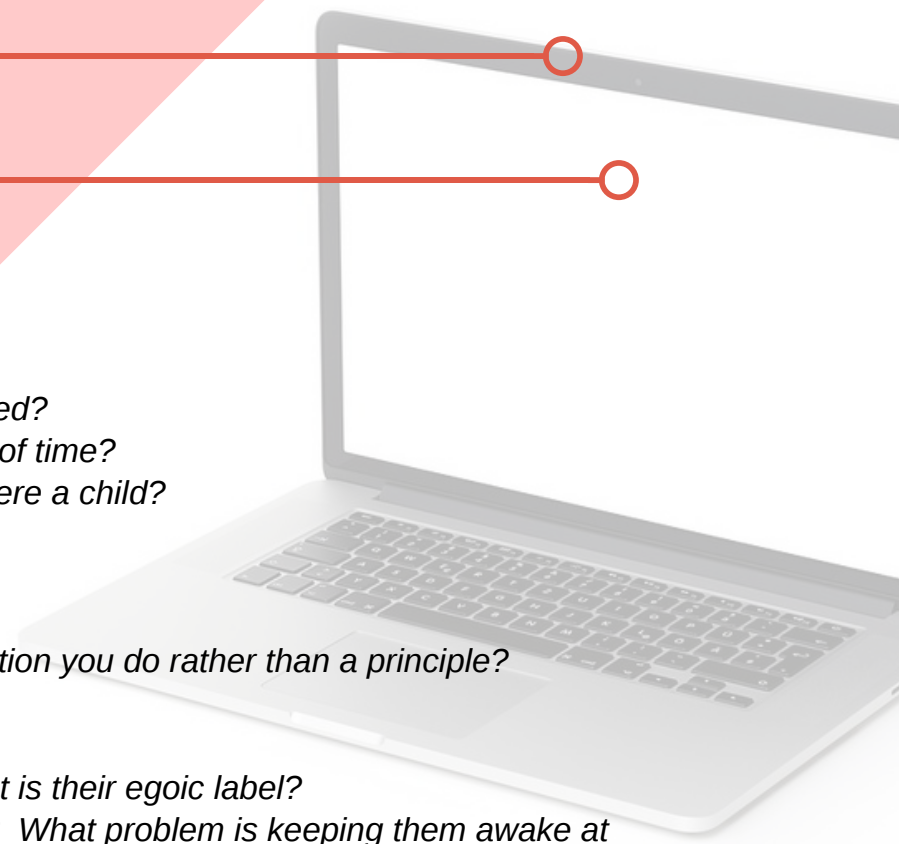 ed?
of time?
ere a child?
tion you do rather than a principle?
t is their egoic label?
What problem is keeping them awake at